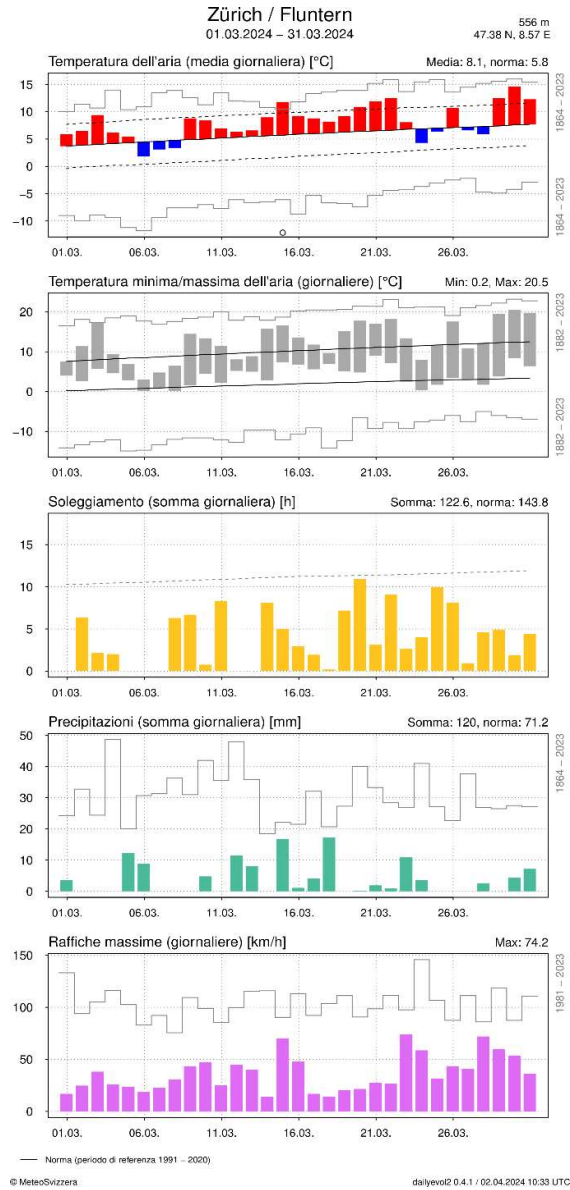 Zürich / Fluntern
01.03.2024 – 31.03.2024
556 m
47.38 N, 8.57 E
Temperatura dell'aria (media giornaliera) [°C]
Media: 8.1, norma: 5.8
15
10
5
0
−5
−10
1864 – 2023
1864 – 2023
01.03.
06.03.
11.03.
16.03.
21.03.
26.03.
Temperatura minima/massima dell'aria (giornaliere) [°C]
Min: 0.2, Max: 20.5
20
10
0
−10
1882 – 2023
1882 – 2023
01.03.
06.03.
11.03.
16.03.
21.03.
26.03.
Soleggiamento (somma giornaliera) [h]
Somma: 122.6, norma: 143.8
15
10
5
0
01.03.
06.03.
11.03.
16.03.
21.03.
26.03.
Precipitazioni (somma giornaliera) [mm]
Somma: 120, norma: 71.2
50
40
30
20
10
0
1864 – 2023
01.03.
06.03.
11.03.
16.03.
21.03.
26.03.
Raffiche massime (giornaliere) [km/h]
Max: 74.2
150
100
50
0
1981 – 2023
01.03.
06.03.
11.03.
16.03.
21.03.
26.03.
Norma (periodo di referenza 1991 – 2020)
© MeteoSvizzera
dailyevol2 0.4.1 / 02.04.2024 10:33 UTC